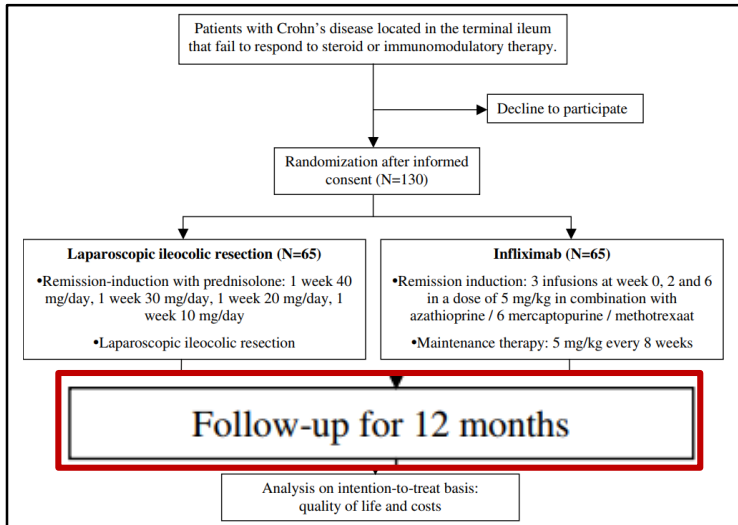 Patients with Crohn's disease located in the terminal ileum
that fail to respond to steroid or immunomodulatory therapy.
Decline to participate
Randomization after informed
consent (N=130)
Laparoscopic ileocolic resection (N=65)
•Remission-induction with prednisolone: 1 week 40
mg/day, 1 week 30 mg/day, 1 week 20 mg/day, 1
week 10 mg/day
•Laparoscopic ileocolic resection
Infliximab (N=65)
•Remission induction: 3 infusions at week 0, 2 and 6
in a dose of 5 mg/kg in combination with
azathioprine / 6 mercaptopurine / methotrexaat
•Maintenance therapy: 5 mg/kg every 8 weeks
Follow-up for 12 months
Analysis on intention-to-treat basis:
quality of life and costs